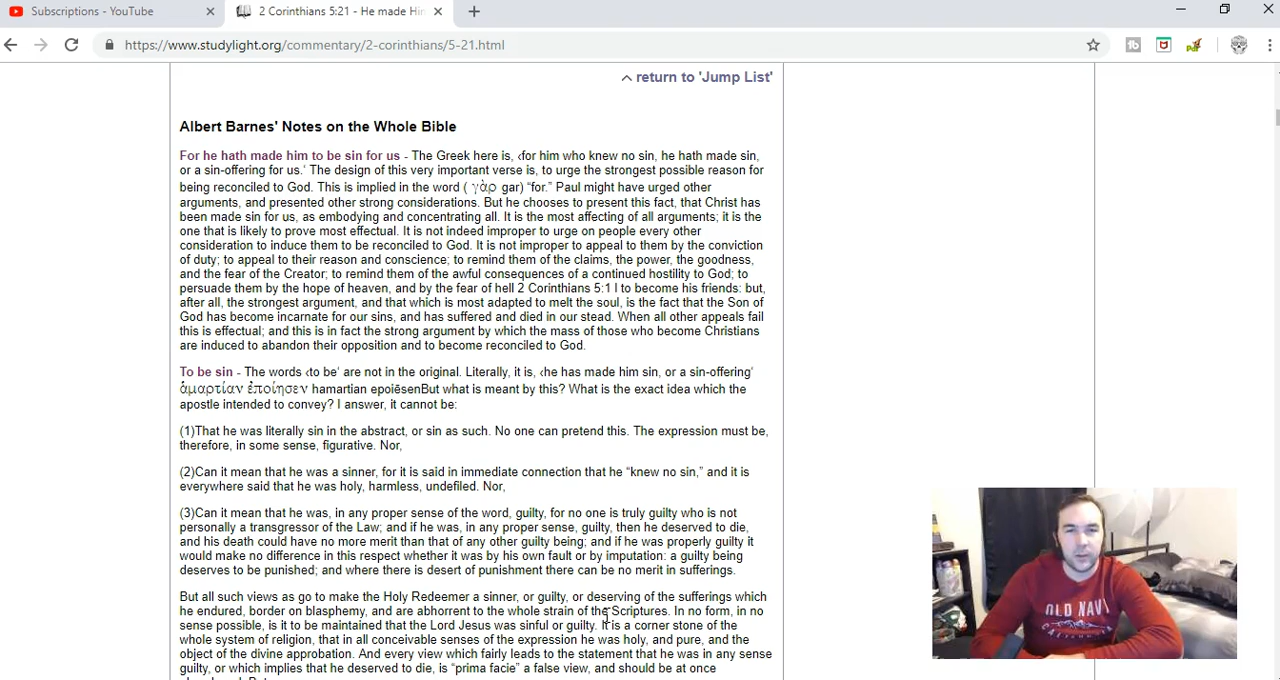 Subscriptions - YouTube
2 Corinthians 5:21 - He made Him
https://www.studylight.org/commentary/2-corinthians/5-21.html
return to 'Jump List'
Albert Barnes' Notes on the Whole Bible
For he hath made him to be sin for us - The Greek here is, ‹for him who knew no sin, he hath made sin,
or a sin-offering for us.' The design of this very important verse is, to urge the strongest possible reason for
being reconciled to God. This is implied in the word ( γὰρ gar) “for.” Paul might have urged other
arguments, and presented other strong considerations. But he chooses to present this fact, that Christ has
been made sin for us, as embodying and concentrating all. It is the most affecting of all arguments; it is the
one that is likely to prove most effectual. It is not indeed improper to urge on people every other
consideration to induce them to be reconciled to God. It is not improper to appeal to them by the conviction
of duty; to appeal to their reason and conscience; to remind them of the claims, the power, the goodness,
and the fear of the Creator; to remind them of the awful consequences of a continued hostility to God; to
persuade them by the hope of heaven, and by the fear of hell 2 Corinthians 5:1 I to become his friends: but,
after all, the strongest argument, and that which is most adapted to melt the soul, is the fact that the Son of
God has become incarnate for our sins, and has suffered and died in our stead. When all other appeals fail
this is effectual; and this is in fact the strong argument by which the mass of those who become Christians
are induced to abandon their opposition and to become reconciled to God.
To be sin - The words ‹to be' are not in the original. Literally, it is, ‹he has made him sin, or a sin-offering'
ἁμαρτίαν ἐποίησεν hamartian epoiēsenBut what is meant by this? What is the exact idea which the
apostle intended to convey? I answer, it cannot be:
(1)That he was literally sin in the abstract, or sin as such. No one can pretend this. The expression must be,
therefore, in some sense, figurative. Nor,
(2)Can it mean that he was a sinner, for it is said in immediate connection that he “knew no sin,” and it is
everywhere said that he was holy, harmless, undefiled. Nor,
(3)Can it mean that he was, in any proper sense of the word, guilty, for no one is truly guilty who is not
personally a transgressor of the Law; and if he was, in any proper sense, guilty, then he deserved to die,
and his death could have no more merit than that of any other guilty being; and if he was properly guilty it
would make no difference in this respect whether it was by his own fault or by imputation: a guilty being
deserves to be punished; and where there is desert of punishment there can be no merit in sufferings.
But all such views as go to make the Holy Redeemer a sinner, or guilty, or deserving of the sufferings which
he endured, border on blasphemy, and are abhorrent to the whole strain of the Scriptures. In no form, in no
sense possible, is it to be maintained that the Lord Jesus was sinful or guilty. It is a corner stone of the
whole system of religion, that in all conceivable senses of the expression he was holy, and pure, and the
object of the divine approbation. And every view which fairly leads to the statement that he was in any sense
guilty, or which implies that he deserved to die, is “prima facie” a false view, and should be at once
OLD NAVY
CALIFORNIA